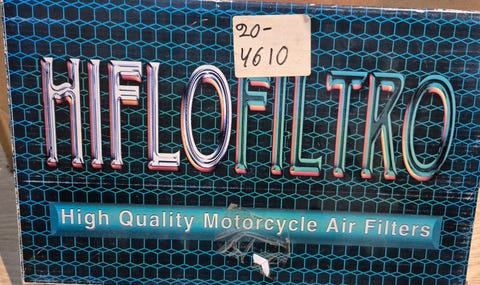 20-
4610
HIFLOFILTRO
High Quality Motorcycle Air Filters